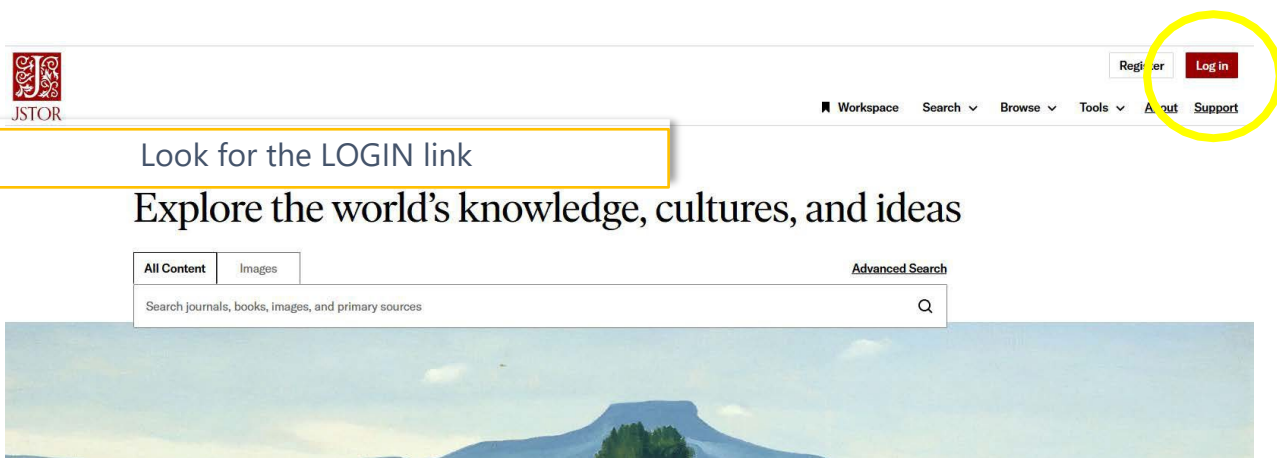 Register Log in
JSTOR
Workspace Search Browse Tools About Support
Look for the LOGIN link
Explore the world’s knowledge, cultures, and ideas
All Content Images Advanced Search
Search journals, books, images, and primary sources